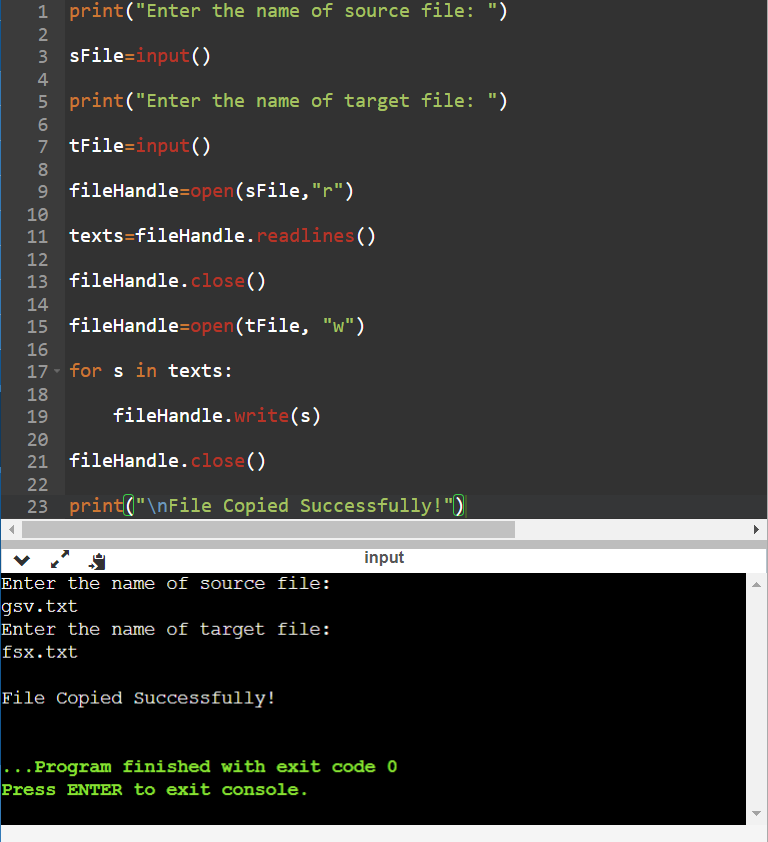 1 print("Enter the name of source file: ")
2
3 sFile=input()
4
5 print("Enter the name of target file: ")
6
7 tFile=input()
8
9 fileHandle=open(sFile,"r")
10
11 texts=fileHandle.readlines()
12
13 fileHandle.close()
14
15 fileHandle=open(tFile, "w")
16
17 for s in texts:
18
19     fileHandle.write(s)
20
21 fileHandle.close()
22
23 print("\nFile Copied Successfully!")
input
Enter the name of source file:
gsv.txt
Enter the name of target file:
fsx.txt
File Copied Successfully!
...Program finished with exit code 0
Press ENTER to exit console.